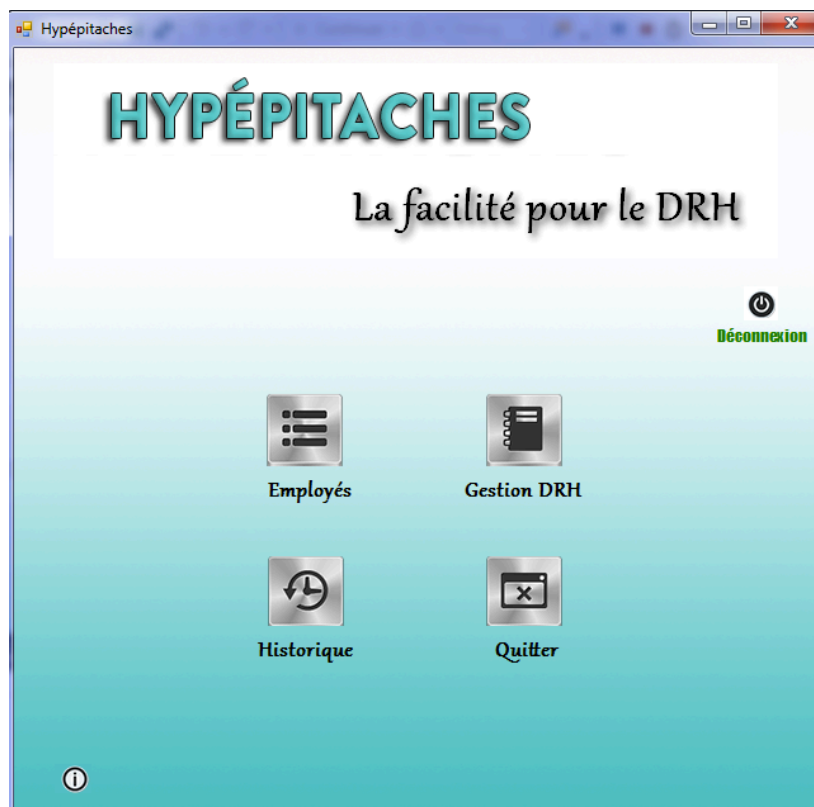 Hypépitaches
HYPÉPITACHES
La facilité pour le DRH
Déconnexion
Employés
Gestion DRH
Historique
Quitter